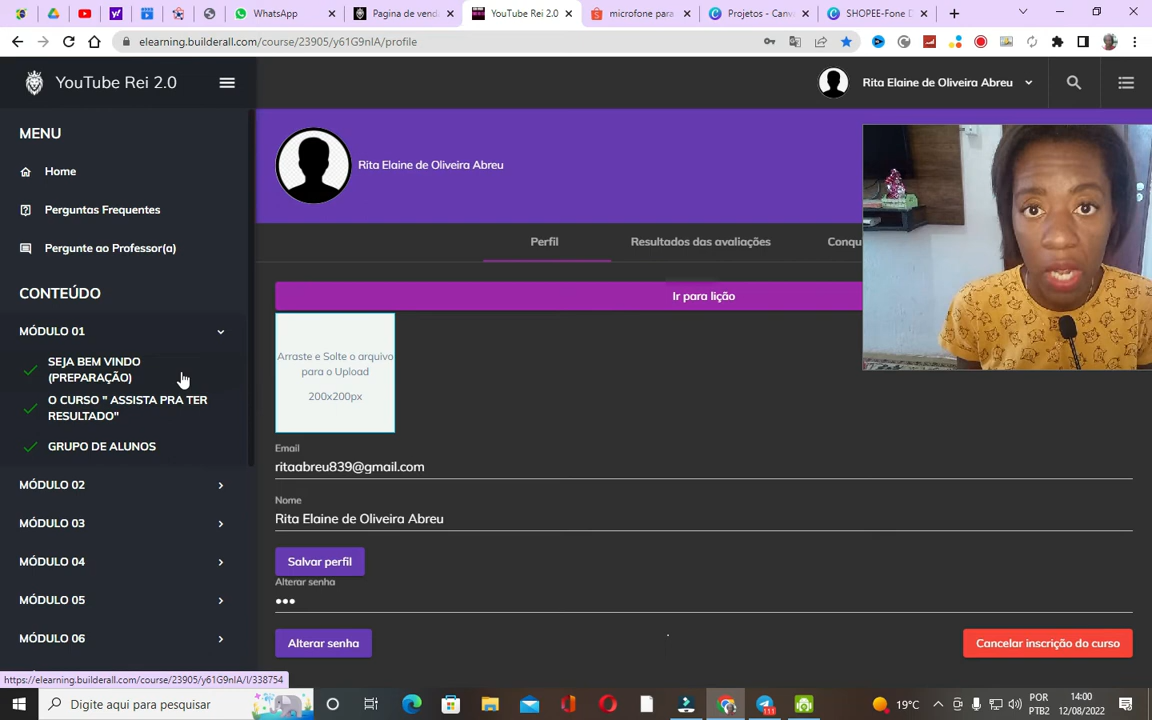 WhatsApp
Pagina de vend
YouTube Rei 2.0
microfone para
Projetos - Canv
SHOPEE-Fone D
elearning.builderall.com/course/23905/y61G9nIA/profile
YouTube Rei 2.0
Rita Elaine de Oliveira Abreu
MENU
Home
Perguntas Frequentes
Pergunte ao Professor(a)
CONTEÚDO
MÓDULO 01
SEJA BEM VINDO
(PREPARAÇÃO)
O CURSO " ASSISTA PRA TER
RESULTADO"
GRUPO DE ALUNOS
MÓDULO 02
MÓDULO 03
MÓDULO 04
MÓDULO 05
MÓDULO 06
Rita Elaine de Oliveira Abreu
Perfil
Resultados das avaliações
Conqu
Ir para lição
Arraste e Solte o arquivo
para o Upload
200x200px
Email
ritaabreu839@gmail.com
Nome
Rita Elaine de Oliveira Abreu
Salvar perfil
Alterar senha
•••
Alterar senha
Cancelar inscrição do curso
https://elearning.builderall.com/course/23905/y61G9nIA/l/338754
Digite aqui para pesquisar
19°C
POR
PTB2
14:00
12/08/2022